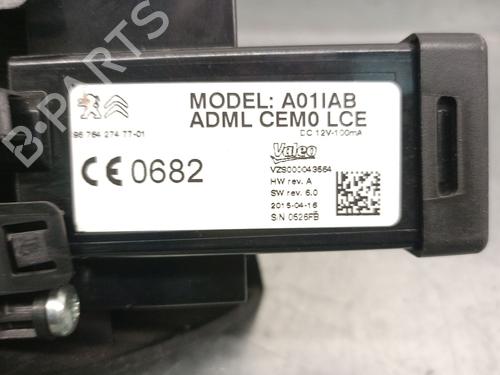 B-PARTS
MODEL: A01IAB
ADML CEM0 LCE
DC 12V-100mA
96 764 274 77-01
CE 0682
Valeo
VZS000043564
HW rev. A
SW rev. 6.0
2015-04-16
S/N 0526FB